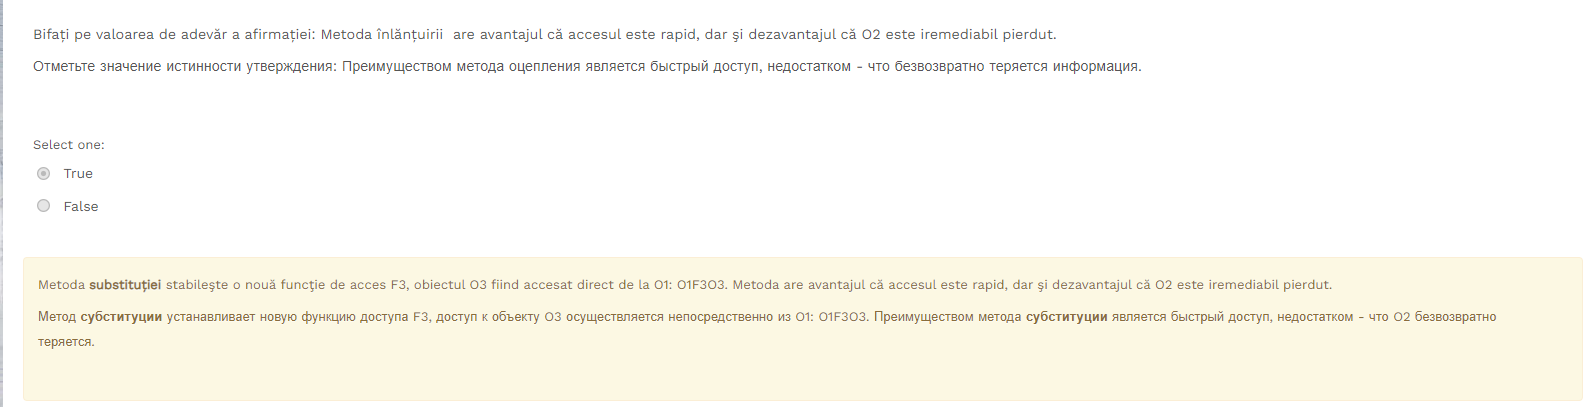 Bifați pe valoarea de adevăr a afirmației: Metoda înlănțuirii are avantajul că accesul este rapid, dar şi dezavantajul că O2 este iremediabil pierdut.
Отметьте значение истинности утверждения: Преимуществом метода оцепления является быстрый доступ, недостатком - что безвозвратно теряется информация.
Select one:
True
False
Metoda substituției stabileşte o nouă funcţie de acces F3, obiectul O3 fiind accesat direct de la O1: O1F3O3. Metoda are avantajul că accesul este rapid, dar şi dezavantajul că O2 este iremediabil pierdut.
Метод субституции устанавливает новую функцию доступа F3, доступ к объекту O3 осуществляется непосредственно из O1: O1F3O3. Преимуществом метода субституции является быстрый доступ, недостатком - что O2 безвозвратно
теряется.